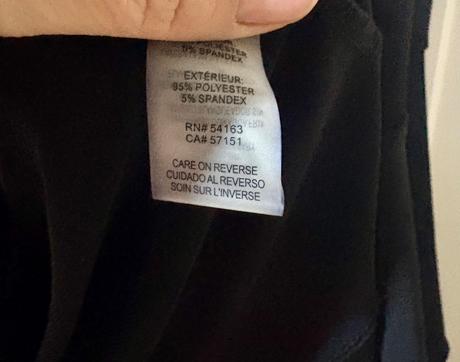 POLYESTER
5% SPANDEX
EXTÉRIEUR:
95% POLYESTER
5% SPANDEX
RN# 54163
CA# 57151
CARE ON REVERSE
CUIDADO AL REVERSO
SOIN SUR L'INVERSE